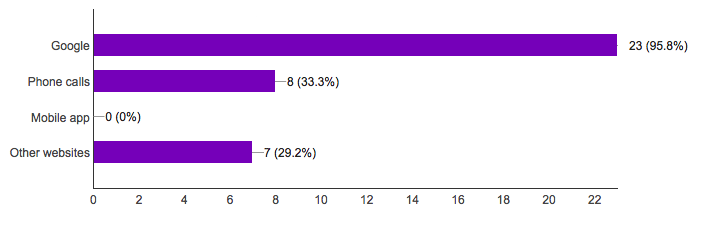 Google 23 (95.8%)
Phone calls 8 (33.3%)
Mobile app 0 (0%)
Other websites 7 (29.2%)
0 2 4 6 8 10 12 14 16 18 20 22